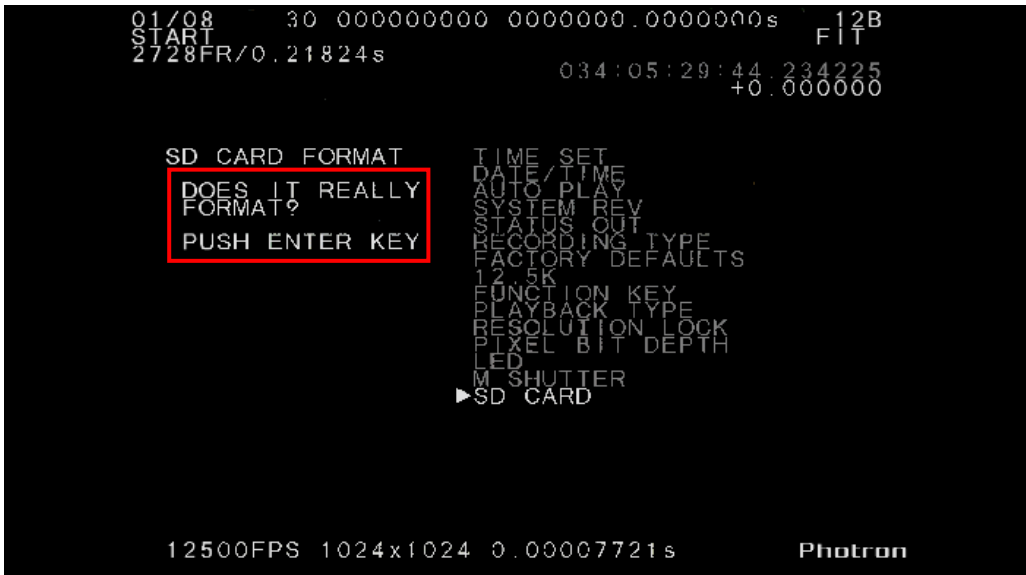 01/08 30 000000000 0000000.0000000s 12B
START FIT
2728FR/0.21824s
034:05:29:44.234225
+0.000000
SD CARD FORMAT
DOES IT REALLY
FORMAT?
PUSH ENTER KEY
TIME SET
DATE/TIME
AUTO PLAY
SYSTEM REV
STATUS OUT
RECORDING TYPE
FACTORY DEFAULTS
12.5K
FUNCTION KEY
PLAYBACK TYPE
RESOLUTION LOCK
PIXEL BIT DEPTH
LED
M SHUTTER
▶SD CARD
12500FPS 1024x1024 0.00007721s Photron